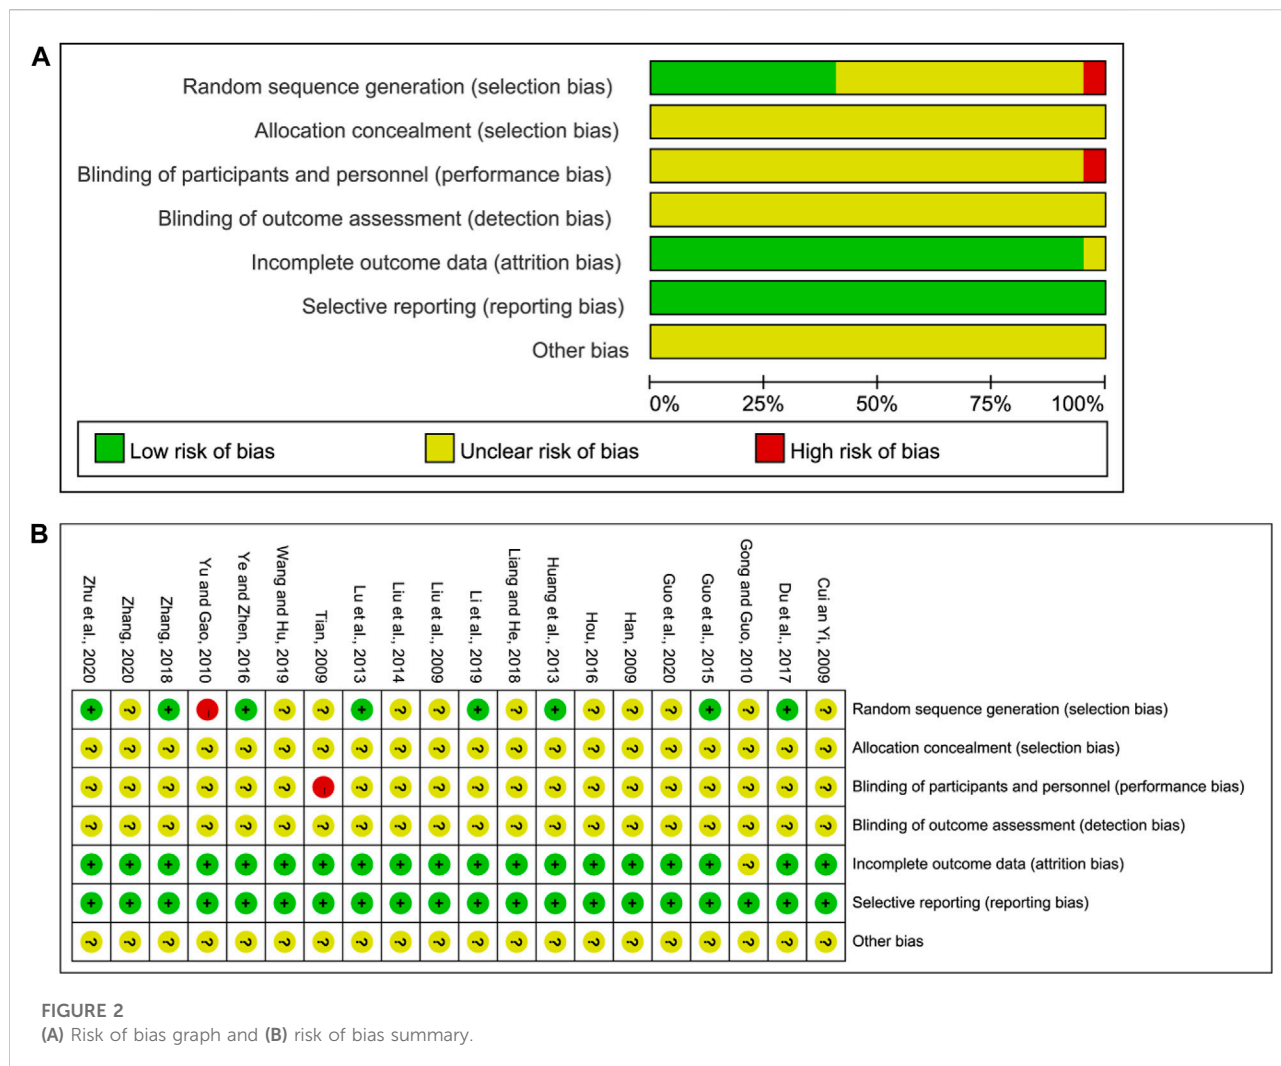 A
Random sequence generation (selection bias)
Allocation concealment (selection bias)
Blinding of participants and personnel (performance bias)
Blinding of outcome assessment (detection bias)
Incomplete outcome data (attrition bias)
Selective reporting (reporting bias)
Other bias
0% 25% 50% 75% 100%
Low risk of bias Unclear risk of bias High risk of bias
B
Zhu et al., 2020
Zhang, 2020
Zhang, 2018
Yu and Gao, 2010
Ye and Zhen, 2016
Wang and Hu, 2019
Tian, 2009
Lu et al., 2013
Liu et al., 2014
Liu et al., 2009
Li et al., 2019
Liang and He, 2018
Huang et al., 2013
Hou, 2016
Han, 2009
Guo et al., 2020
Guo et al., 2015
Gong and Guo, 2010
Du et al., 2017
Cui an Yi, 2009
+ ? + - + ? ? + ? ? + ? + ? ? ? + ? + ? Random sequence generation (selection bias)
? ? ? ? ? ? ? ? ? ? ? ? ? ? ? ? ? ? ? ? Allocation concealment (selection bias)
? ? ? ? ? ? - ? ? ? ? ? ? ? ? ? ? ? ? ? Blinding of participants and personnel (performance bias)
? ? ? ? ? ? ? ? ? ? ? ? ? ? ? ? ? ? ? ? Blinding of outcome assessment (detection bias)
+ + + + + + + + + + + + + + + + + ? + + Incomplete outcome data (attrition bias)
+ + + + + + + + + + + + + + + + + + + + Selective reporting (reporting bias)
? ? ? ? ? ? ? ? ? ? ? ? ? ? ? ? ? ? ? ? Other bias
FIGURE 2
(A) Risk of bias graph and (B) risk of bias summary.